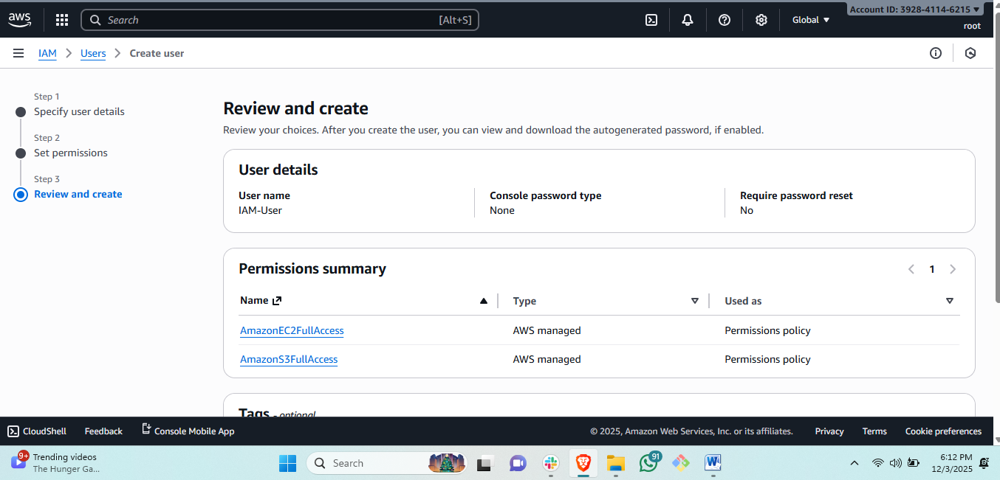 aws
Search [Alt+S]
Global
Account ID: 3928-4114-6215
root
IAM
Users
Create user
Step 1
Specify user details
Step 2
Set permissions
Step 3
Review and create
Review and create
Review your choices. After you create the user, you can view and download the autogenerated password, if enabled.
User details
User name
IAM-User
Console password type
None
Require password reset
No
Permissions summary
1
Name Type Used as
AmazonEC2FullAccess AWS managed Permissions policy
AmazonS3FullAccess AWS managed Permissions policy
Tags - optional
CloudShell Feedback Console Mobile App © 2025, Amazon Web Services, Inc. or its affiliates. Privacy Terms Cookie preferences
9+
Trending videos
The Hunger Ga...
Search
91
W
6:12 PM
12/3/2025